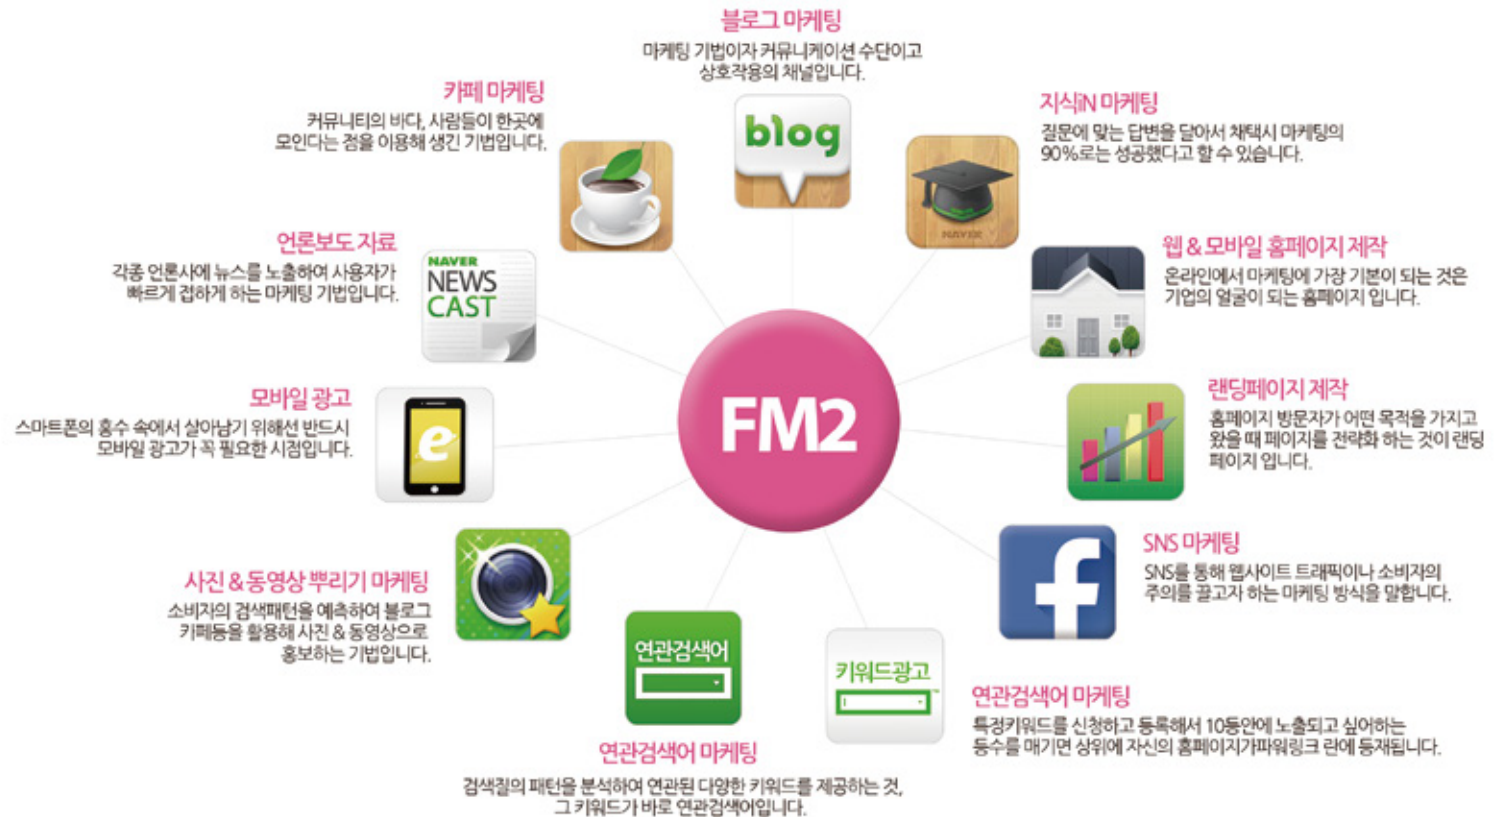 블로그 마케팅
마케팅 기법이자 커뮤니케이션 수단이고
상호작용의 채널입니다.
blog
카페 마케팅
커뮤니티의 바다, 사람들이 한곳에
모인다는 점을 이용해 생긴 기법입니다.
지식iN 마케팅
질문에 맞는 답변을 달아서 채택시 마케팅의
90%로는 성공했다고 할 수 있습니다.
NAVER
언론보도 자료
각종 언론사에 뉴스를 노출하여 사용자가
빠르게 접하게 하는 마케팅 기법입니다.
NAVER
NEWS
CAST
웹 & 모바일 홈페이지 제작
온라인에서 마케팅에 가장 기본이 되는 것은
기업의 얼굴이 되는 홈페이지 입니다.
FM2
모바일 광고
스마트폰의 홍수 속에서 살아남기 위해선 반드시
모바일 광고가 꼭 필요한 시점입니다.
e
랜딩페이지 제작
홈페이지 방문자가 어떤 목적을 가지고
왔을 때 페이지를 전략화 하는 것이 랜딩
페이지 입니다.
사진 & 동영상 뿌리기 마케팅
소비자의 검색패턴을 예측하여 블로그
카페등을 활용해 사진 & 동영상으로
홍보하는 기법입니다.
f
SNS 마케팅
SNS를 통해 웹사이트 트래픽이나 소비자의
주의를 끌고자 하는 마케팅 방식을 말합니다.
연관검색어
연관검색어 마케팅
검색질의 패턴을 분석하여 연관된 다양한 키워드를 제공하는 것,
그 키워드가 바로 연관검색어입니다.
키워드광고
연관검색어 마케팅
특정키워드를 신청하고 등록해서 10등안에 노출되고 싶어하는
등수를 매기면 상위에 자신의 홈페이지가파워링크 란에 등재됩니다.